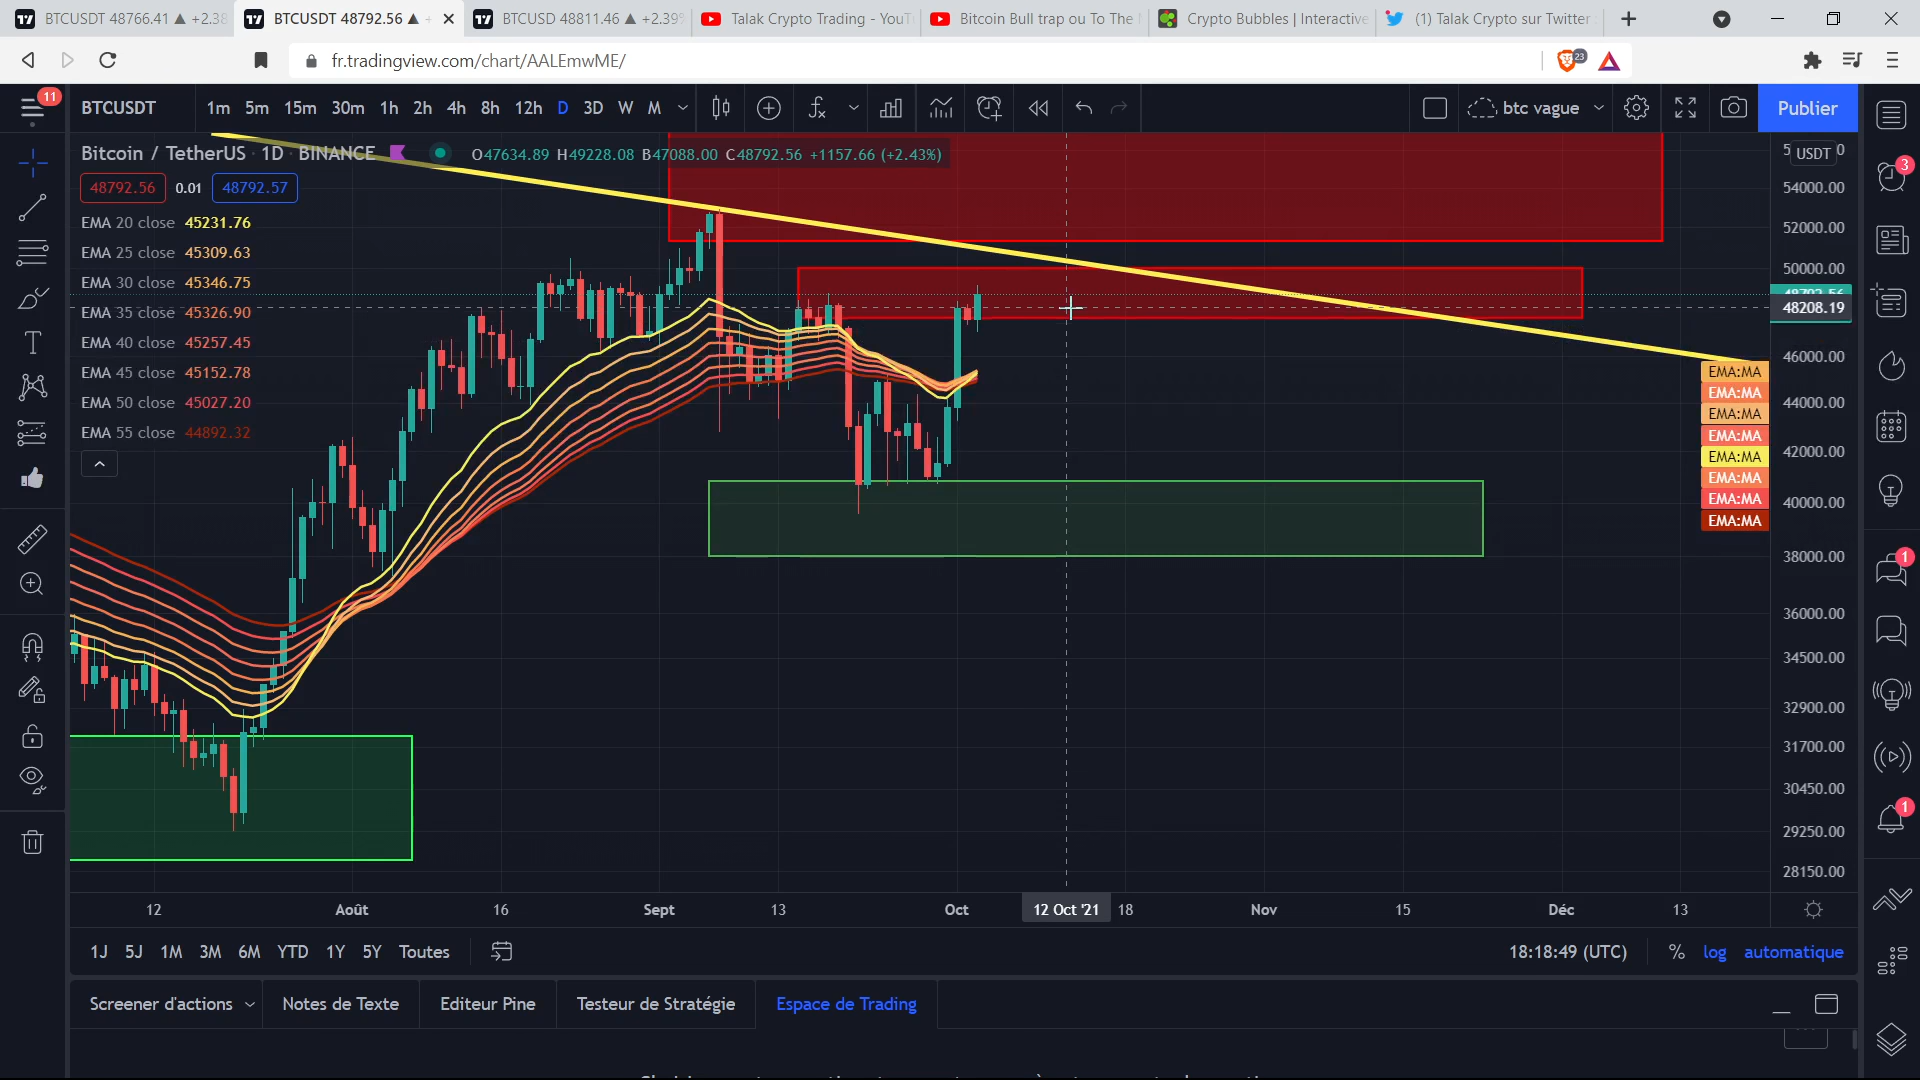 BTCUSDT 48766.41 ▲ +2.38
BTCUSDT 48792.56 ▲
BTCUSD 48811.46 ▲ +2.39%
Talak Crypto Trading - YouT
Bitcoin Bull trap ou To The
Crypto Bubbles | Interactive
(1) Talak Crypto sur Twitter
fr.tradingview.com/chart/AALEmwME/
23
11
BTCUSDT
1m 5m 15m 30m 1h 2h 4h 8h 12h D 3D W M
btc vague
Publier
Bitcoin / TetherUS · 1D · BINANCE
O47634.89 H49228.08 B47088.00 C48792.56 +1157.66 (+2.43%)
USDT
48792.56 0.01 48792.57
EMA 20 close 45231.76
EMA 25 close 45309.63
EMA 30 close 45346.75
EMA 35 close 45326.90
EMA 40 close 45257.45
EMA 45 close 45152.78
EMA 50 close 45027.20
EMA 55 close 44892.32
54000.00
52000.00
50000.00
48792.56
48208.19
46000.00
44000.00
42000.00
40000.00
38000.00
36000.00
34500.00
32900.00
31700.00
30450.00
29250.00
28150.00
EMA:MA
EMA:MA
EMA:MA
EMA:MA
EMA:MA
EMA:MA
EMA:MA
EMA:MA
3
1
1
12 Août 16 Sept 13 Oct 12 Oct '21 18 Nov 15 Déc 13
1J 5J 1M 3M 6M YTD 1Y 5Y Toutes
18:18:49 (UTC) % log automatique
Screener d'actions Notes de Texte Editeur Pine Testeur de Stratégie Espace de Trading